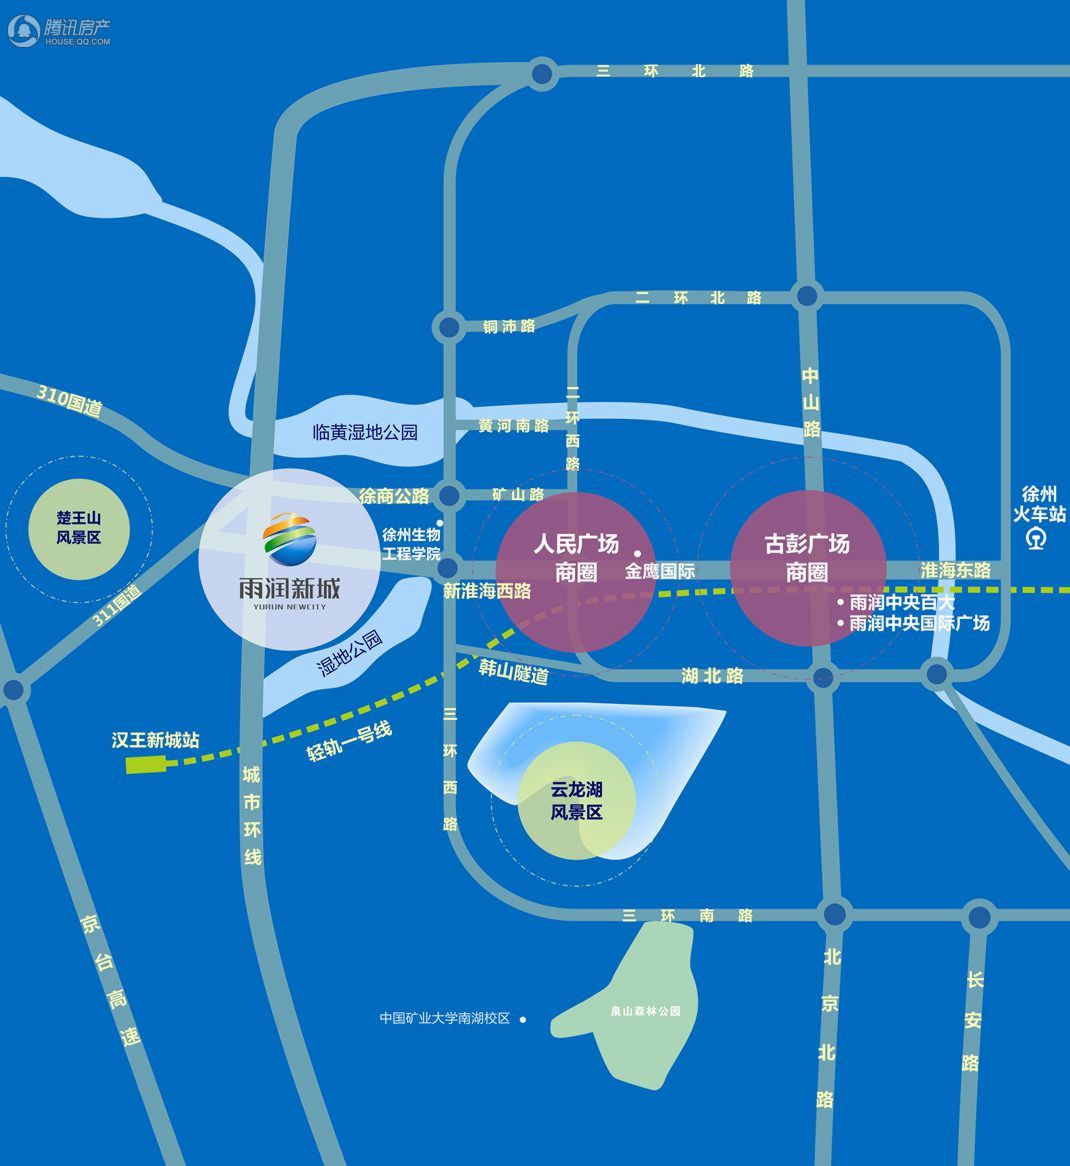 腾讯房产
HOUSE.QQ.COM
三环北路
二环北路
铜沛路
中山路
二环西路
310国道
临黄湿地公园
黄河南路
徐商公路
矿山路
徐州
火车站
楚王山
风景区
徐州生物
工程学院
人民广场
商圈
金鹰国际
古彭广场
商圈
淮海东路
雨润新城
YURUN NEWCITY
新淮海西路
311国道
雨润中央百大
雨润中央国际广场
湿地公园
韩山隧道
湖北路
汉王新城站
轻轨一号线
三环西路
城市环线
云龙湖
风景区
三环南路
京台高速
北京北路
长安路
泉山森林公园
中国矿业大学南湖校区